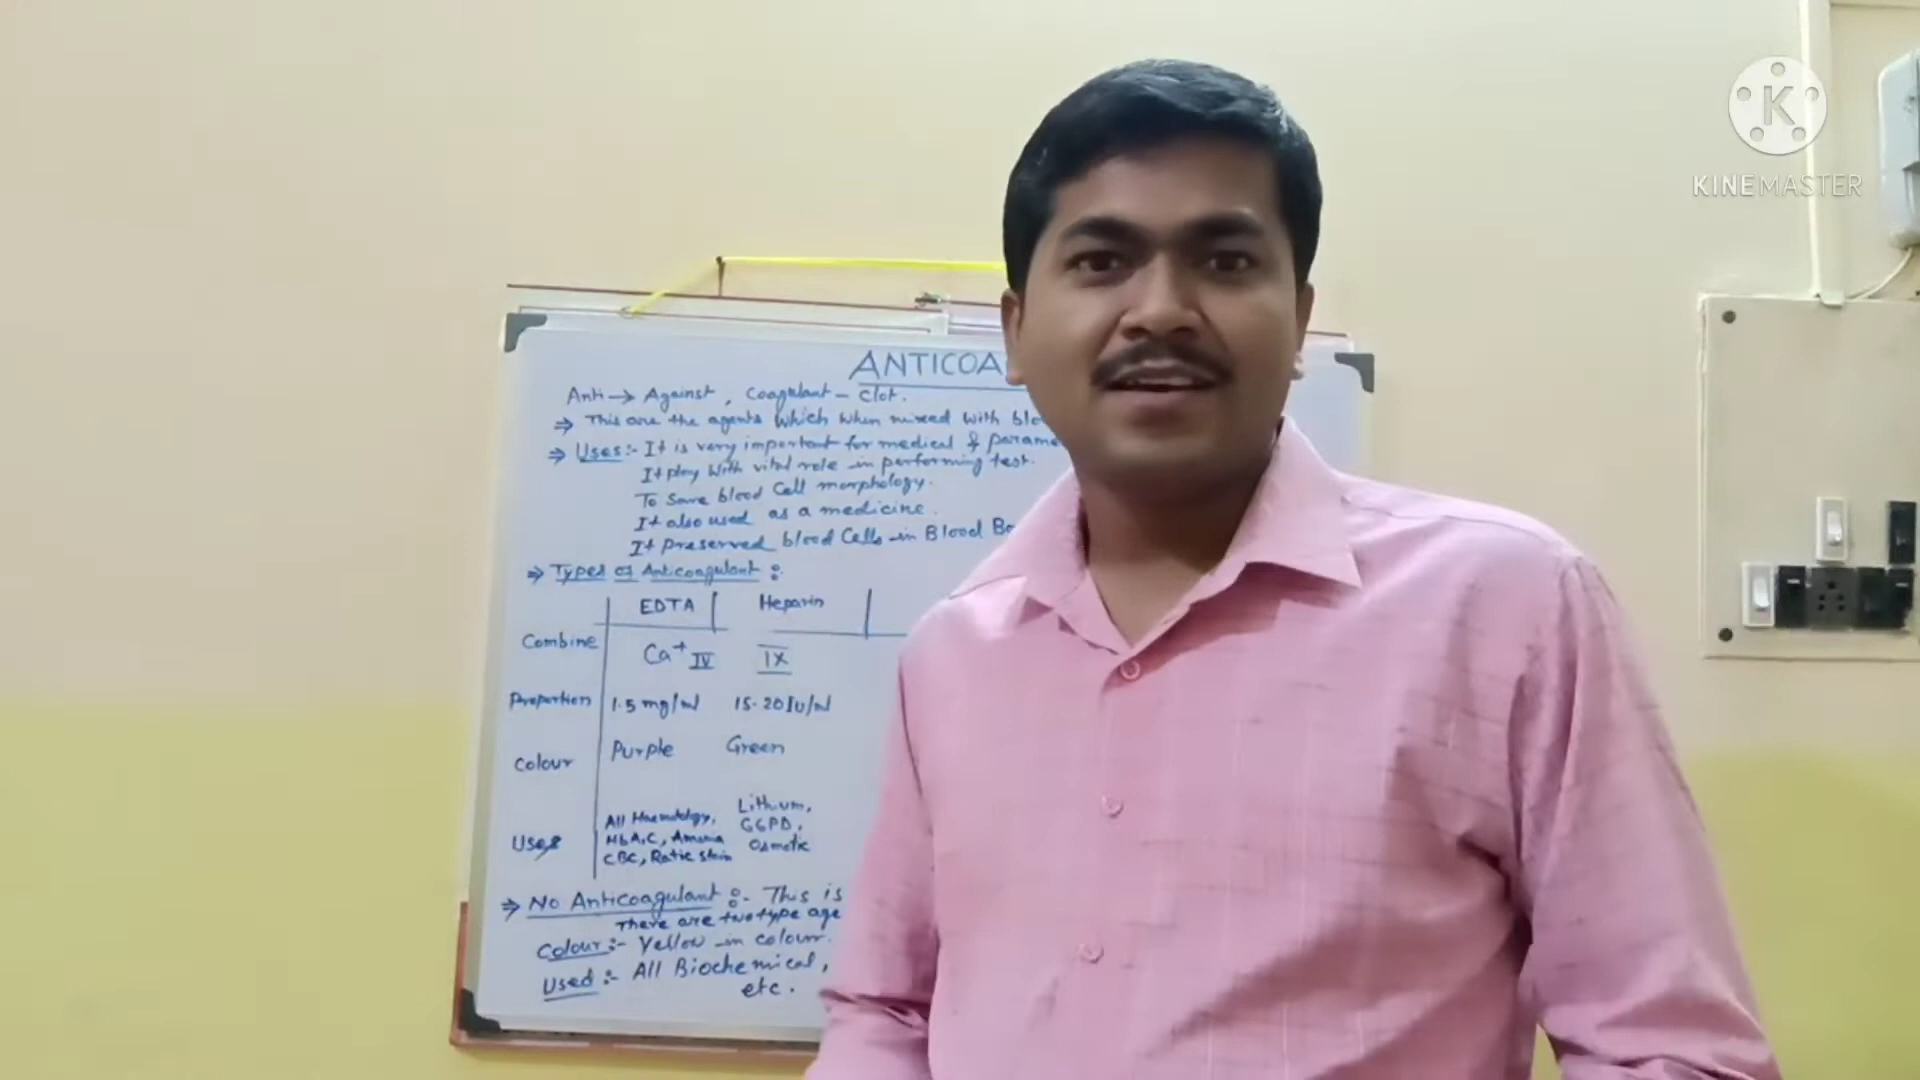 KINEMASTER
ANTICOA
Anti → Against, Coagulant - Clot.
⇒ This are the agents which when mixed with blo
⇒ Uses:- It is very important for medical & parame
It play with vital role in performing test.
To save blood Cell morphology.
It also used as a medicine.
It preserved blood Cells in Blood Ba
⇒ Types of Anticoagulant :
EDTA Heparin
Combine Ca+ IV IX
Proportion 1.5 mg/ml 15-20 IU/ml
Colour Purple Green
Uses All Haematology, HbA1C, CBC, Lithium, G6PD, Osmotic
⇒ No Anticoagulant :- This is
There are two type age
Colour:- Yellow in colour.
Used :- All Biochemical,
etc.